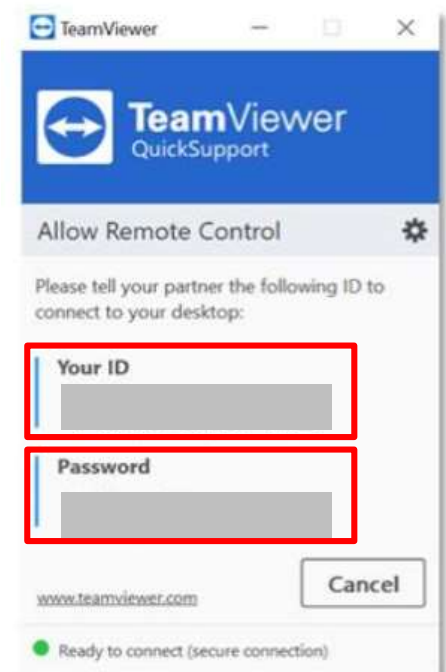 TeamViewer
TeamViewer
QuickSupport
Allow Remote Control
Please tell your partner the following ID to
connect to your desktop:
Your ID
Password
Cancel
www.teamviewer.com
Ready to connect (secure connection)